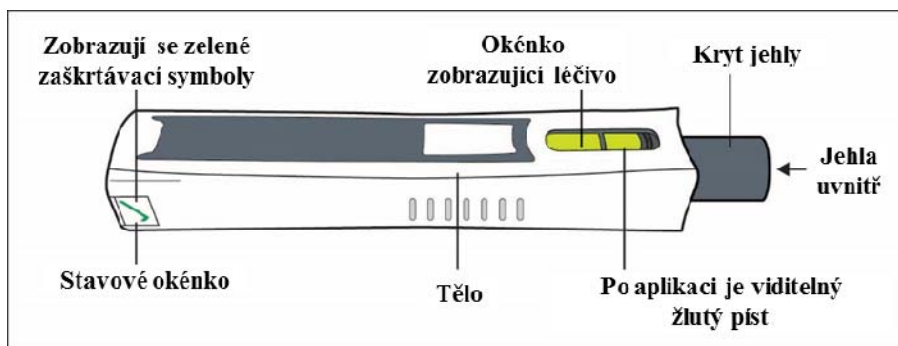 Zobrazují se zelené
zaškrtávací symboly
Okénko
zobrazující léčivo
Kryt jehly
Jehla
uvnitř
Stavové okénko
Tělo
Po aplikaci je viditelný
žlutý píst